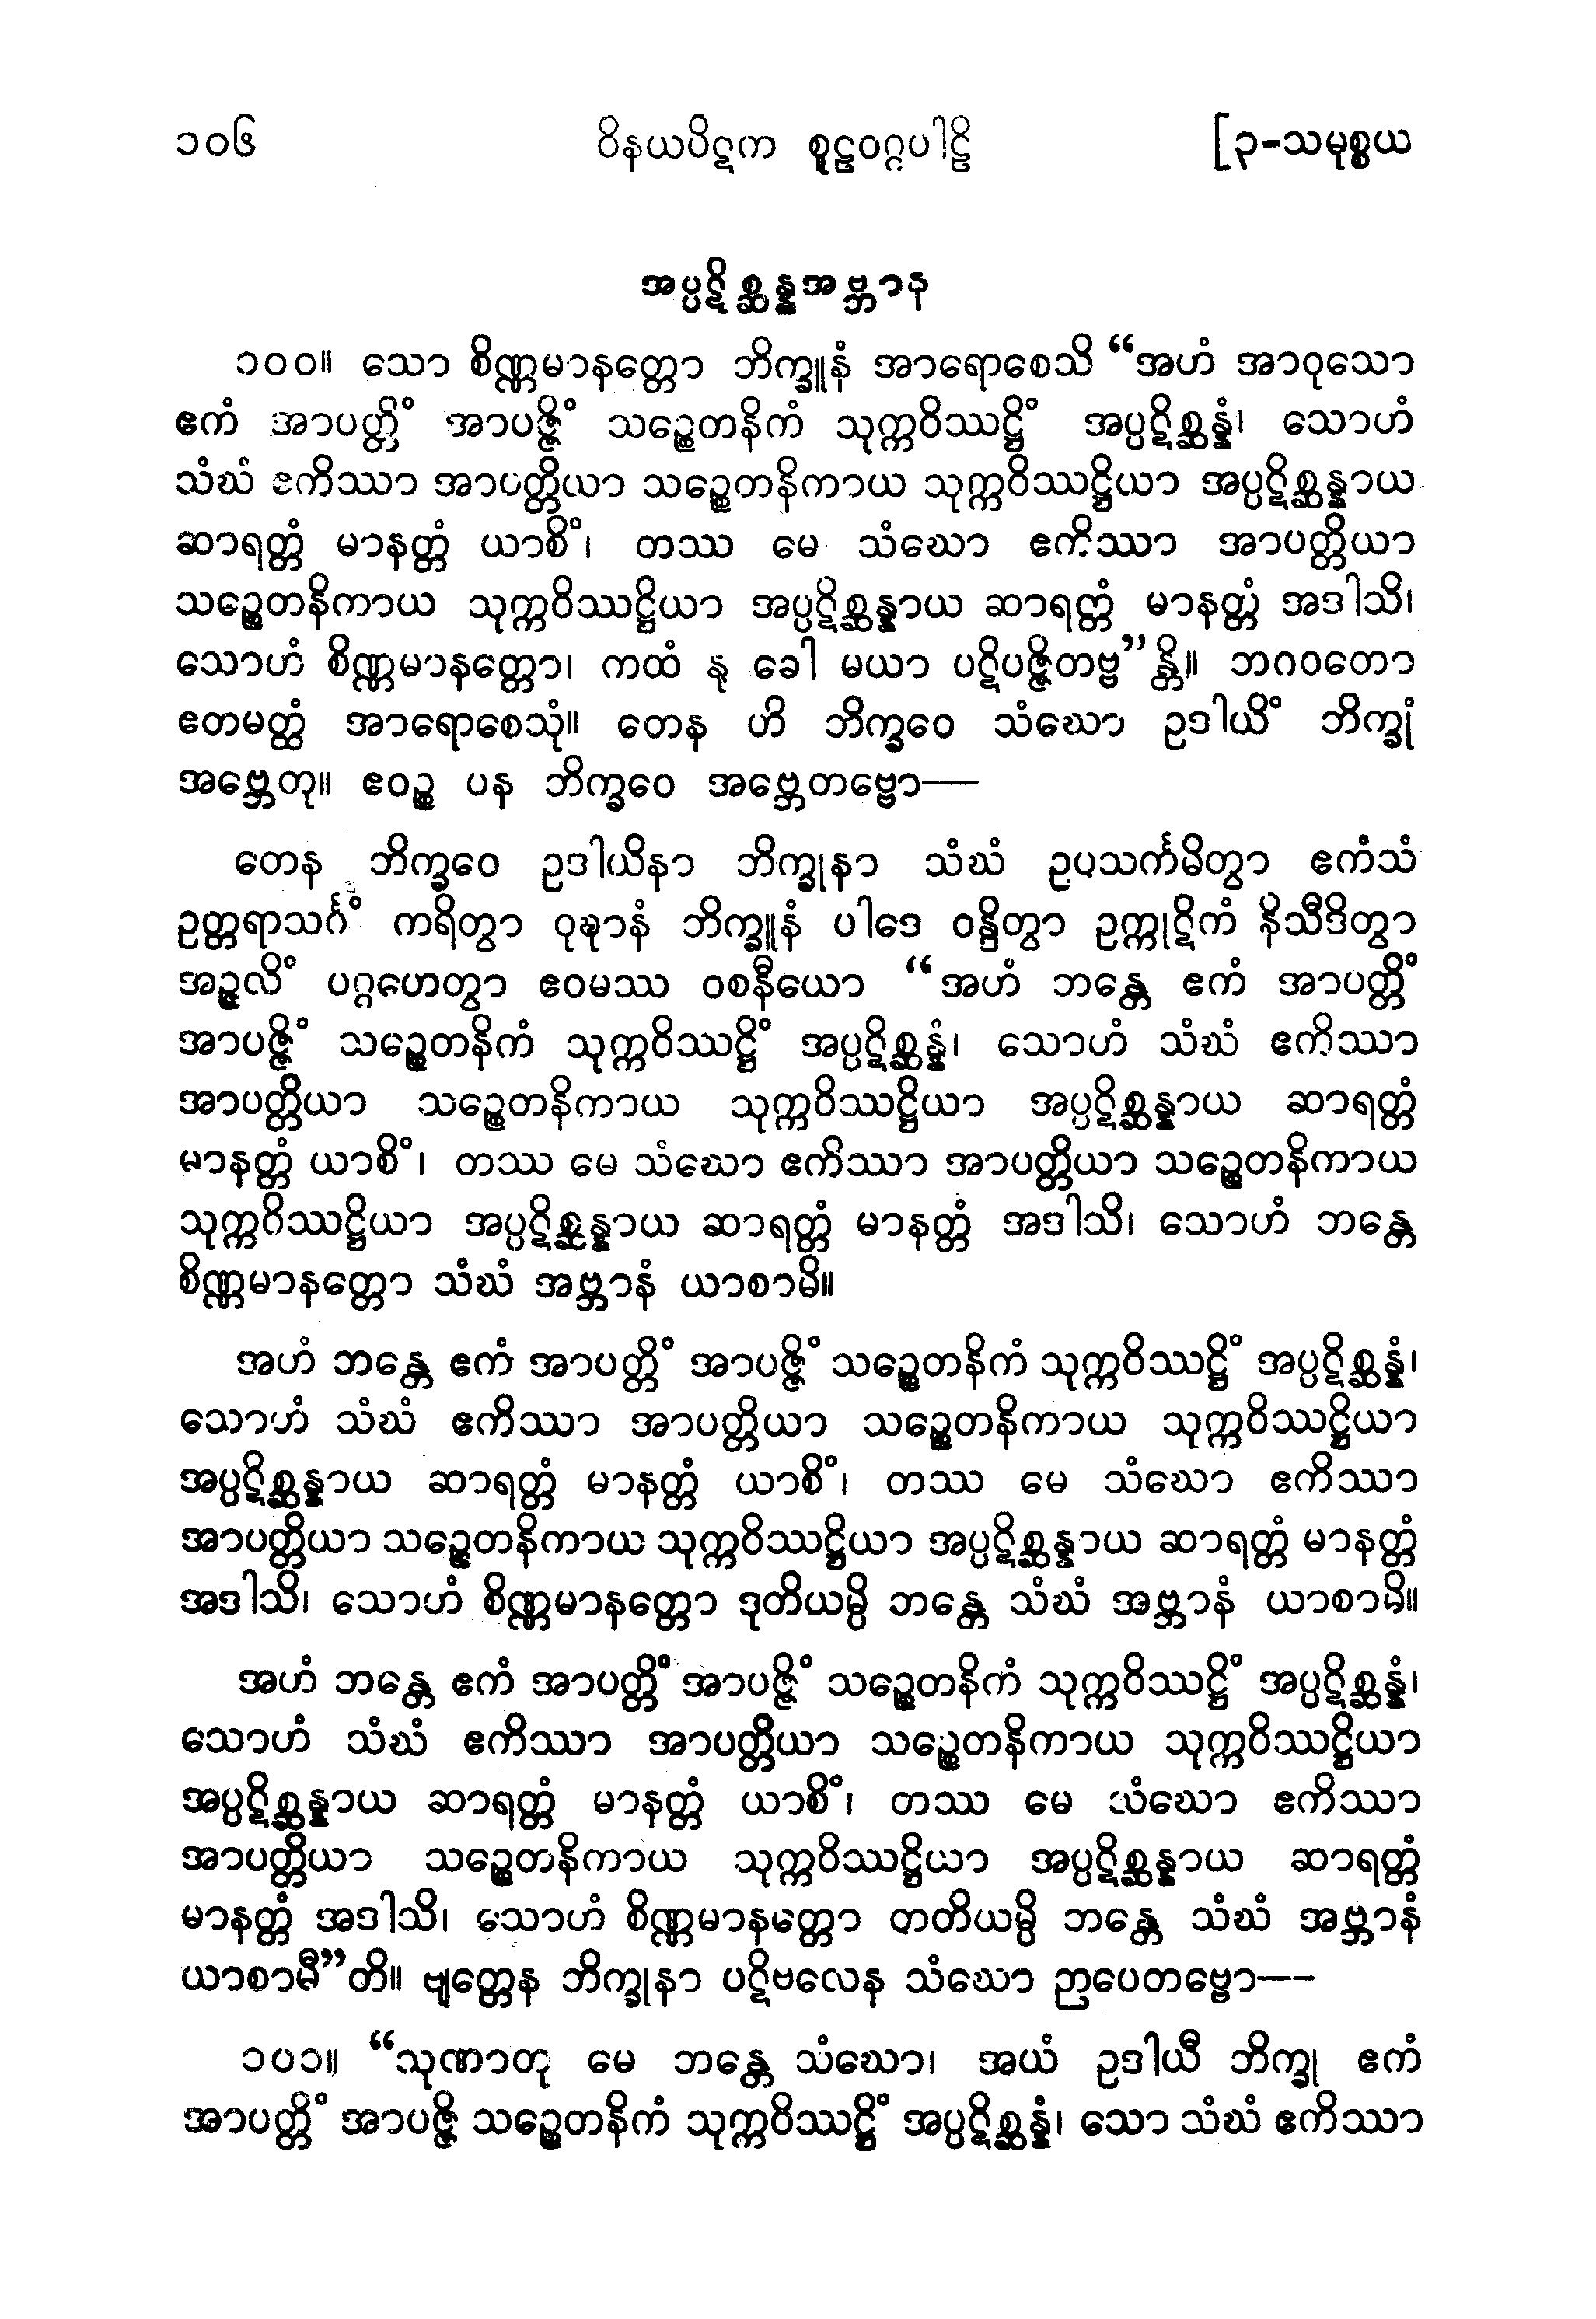 ၁၀၆ ဝိနယပိဋက စူဠဝဂ္ဂပါဠိ [၃-သမုစ္စယ
အပ္ပဋိစ္ဆန္နအဗ္ဘာန
၁၀၀။ သော စိဏ္ဏမာနတ္တော ဘိက္ခူနံ အာရောစေသိ “အဟံ အာဝုသော
ဧကံ အာပတ္တိံ အာပဇ္ဇိံ သဉ္စေတနိကံ သုက္ကဝိဿဋ္ဌိံ အပ္ပဋိစ္ဆန္နံ၊ သောဟံ
သံဃံ ဧကိဿာ အာပတ္တိယာ သဉ္စေတနိကာယ သုက္ကဝိဿဋ္ဌိယာ အပ္ပဋိစ္ဆန္နာယ
ဆာရတ္တံ မာနတ္တံ ယာစိံ၊ တဿ မေ သံဃော ဧကိဿာ အာပတ္တိယာ
သဉ္စေတနိကာယ သုက္ကဝိဿဋ္ဌိယာ အပ္ပဋိစ္ဆန္နာယ ဆာရတ္တံ မာနတ္တံ အဒါသိ၊
သောဟံ စိဏ္ဏမာနတ္တော၊ ကထံ နု ခေါ မယာ ပဋိပဇ္ဇိတဗ္ဗ”န္တိ။ ဘဂဝတော
ဧတမတ္ထံ အာရောစေသုံ။ တေန ဟိ ဘိက္ခဝေ သံဃော ဥဒါယိံ ဘိက္ခုံ
အဗ္ဘေတု။ ဧဝဉ္စ ပန ဘိက္ခဝေ အဗ္ဘေတဗ္ဗော––
တေန ဘိက္ခဝေ ဥဒါယိနာ ဘိက္ခုနာ သံဃံ ဥပသင်္ကမိတွာ ဧကံသံ
ဥတ္တရာသင်္ဂံ ကရိတွာ ဝုဍ္ဎာနံ ဘိက္ခူနံ ပါဒေ ဝန္ဒိတွာ ဥက္ကုဋိကံ နိသီဒိတွာ
အဉ္ဇလိံ ပဂ္ဂဟေတွာ ဧဝမဿ ဝစနီယော “အဟံ ဘန္တေ ဧကံ အာပတ္တိံ
အာပဇ္ဇိံ သဉ္စေတနိကံ သုက္ကဝိဿဋ္ဌိံ အပ္ပဋိစ္ဆန္နံ၊ သောဟံ သံဃံ ဧကိဿာ
အာပတ္တိယာ သဉ္စေတနိကာယ သုက္ကဝိဿဋ္ဌိယာ အပ္ပဋိစ္ဆန္နာယ ဆာရတ္တံ
မာနတ္တံ ယာစိံ၊ တဿ မေ သံဃော ဧကိဿာ အာပတ္တိယာ သဉ္စေတနိကာယ
သုက္ကဝိဿဋ္ဌိယာ အပ္ပဋိစ္ဆန္နာယ ဆာရတ္တံ မာနတ္တံ အဒါသိ၊ သောဟံ ဘန္တေ
စိဏ္ဏမာနတ္တော သံဃံ အဗ္ဘာနံ ယာစာမိ။
အဟံ ဘန္တေ ဧကံ အာပတ္တိံ အာပဇ္ဇိံ သဉ္စေတနိကံ သုက္ကဝိဿဋ္ဌိံ အပ္ပဋိစ္ဆန္နံ၊
သောဟံ သံဃံ ဧကိဿာ အာပတ္တိယာ သဉ္စေတနိကာယ သုက္ကဝိဿဋ္ဌိယာ
အပ္ပဋိစ္ဆန္နာယ ဆာရတ္တံ မာနတ္တံ ယာစိံ၊ တဿ မေ သံဃော ဧကိဿာ
အာပတ္တိယာ သဉ္စေတနိကာယ သုက္ကဝိဿဋ္ဌိယာ အပ္ပဋိစ္ဆန္နာယ ဆာရတ္တံ မာနတ္တံ
အဒါသိ၊ သောဟံ စိဏ္ဏမာနတ္တော ဒုတိယမ္ပိ ဘန္တေ သံဃံ အဗ္ဘာနံ ယာစာမိ။
အဟံ ဘန္တေ ဧကံ အာပတ္တိံ အာပဇ္ဇိံ သဉ္စေတနိကံ သုက္ကဝိဿဋ္ဌိံ အပ္ပဋိစ္ဆန္နံ၊
သောဟံ သံဃံ ဧကိဿာ အာပတ္တိယာ သဉ္စေတနိကာယ သုက္ကဝိဿဋ္ဌိယာ
အပ္ပဋိစ္ဆန္နာယ ဆာရတ္တံ မာနတ္တံ ယာစိံ၊ တဿ မေ သံဃော ဧကိဿာ
အာပတ္တိယာ သဉ္စေတနိကာယ သုက္ကဝိဿဋ္ဌိယာ အပ္ပဋိစ္ဆန္နာယ ဆာရတ္တံ
မာနတ္တံ အဒါသိ၊ သောဟံ စိဏ္ဏမာနတ္တော တတိယမ္ပိ ဘန္တေ သံဃံ အဗ္ဘာနံ
ယာစာမီ”တိ။ ဗျတ္တေန ဘိက္ခုနာ ပဋိဗလေန သံဃော ဉာပေတဗ္ဗော––
၁၀၁။ “သုဏာတု မေ ဘန္တေ သံဃော၊ အယံ ဥဒါယီ ဘိက္ခု ဧကံ
အာပတ္တိံ အာပဇ္ဇိ သဉ္စေတနိကံ သုက္ကဝိဿဋ္ဌိံ အပ္ပဋိစ္ဆန္နံ၊ သော သံဃံ ဧကိဿာ